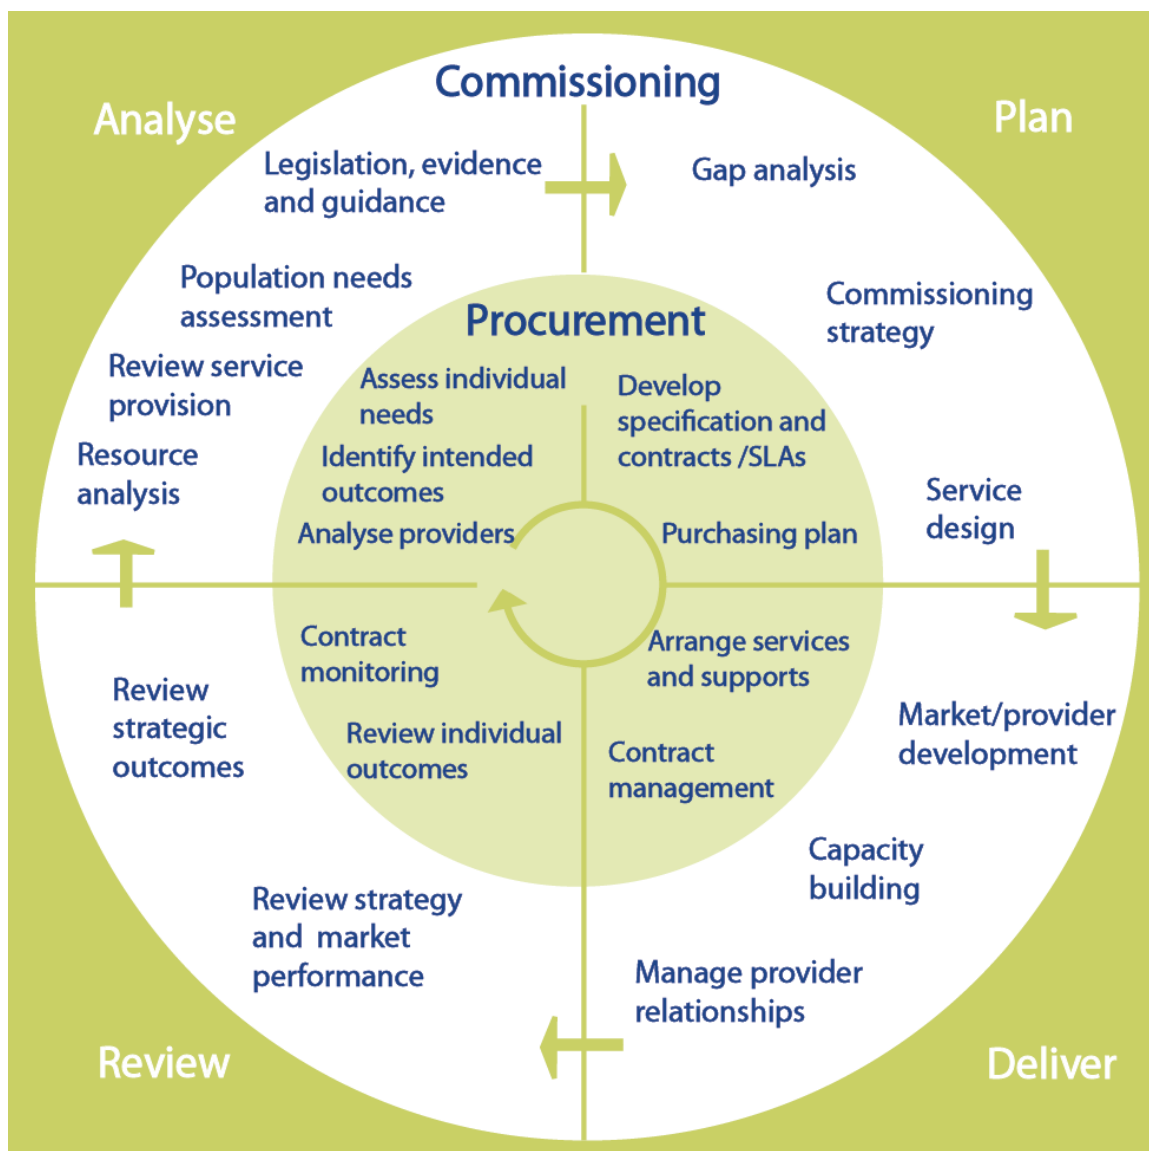 Commissioning
Analyse
Plan
Legislation, evidence
and guidance
Gap analysis
Population needs
assessment
Commissioning
strategy
Review service
provision
Resource
analysis
Service
design
Procurement
Assess individual
needs
Identify intended
outcomes
Analyse providers
Develop
specification and
contracts /SLAs
Purchasing plan
Contract
monitoring
Review individual
outcomes
Arrange services
and supports
Contract
management
Review
strategic
outcomes
Market/provider
development
Capacity
building
Review strategy
and market
performance
Manage provider
relationships
Review
Deliver